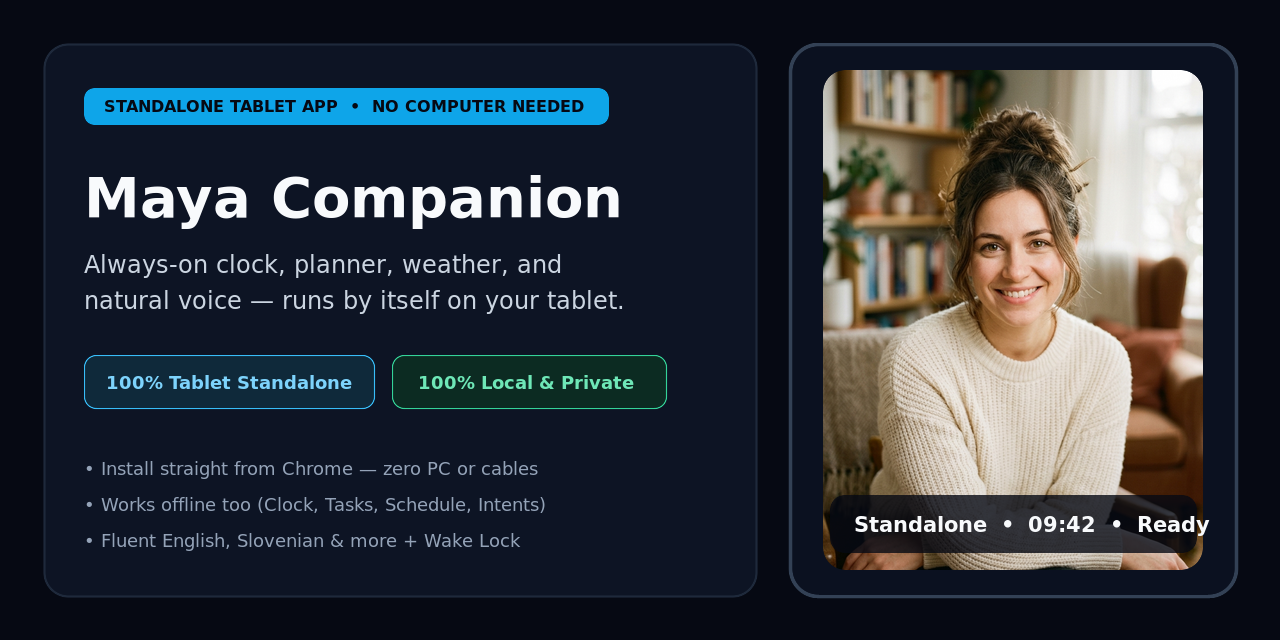 STANDALONE TABLET APP • NO COMPUTER NEEDED
Maya Companion
Always-on clock, planner, weather, and
natural voice — runs by itself on your tablet.
100% Tablet Standalone
100% Local & Private
• Install straight from Chrome — zero PC or cables
• Works offline too (Clock, Tasks, Schedule, Intents)
• Fluent English, Slovenian & more + Wake Lock
Standalone • 09:42 • Ready